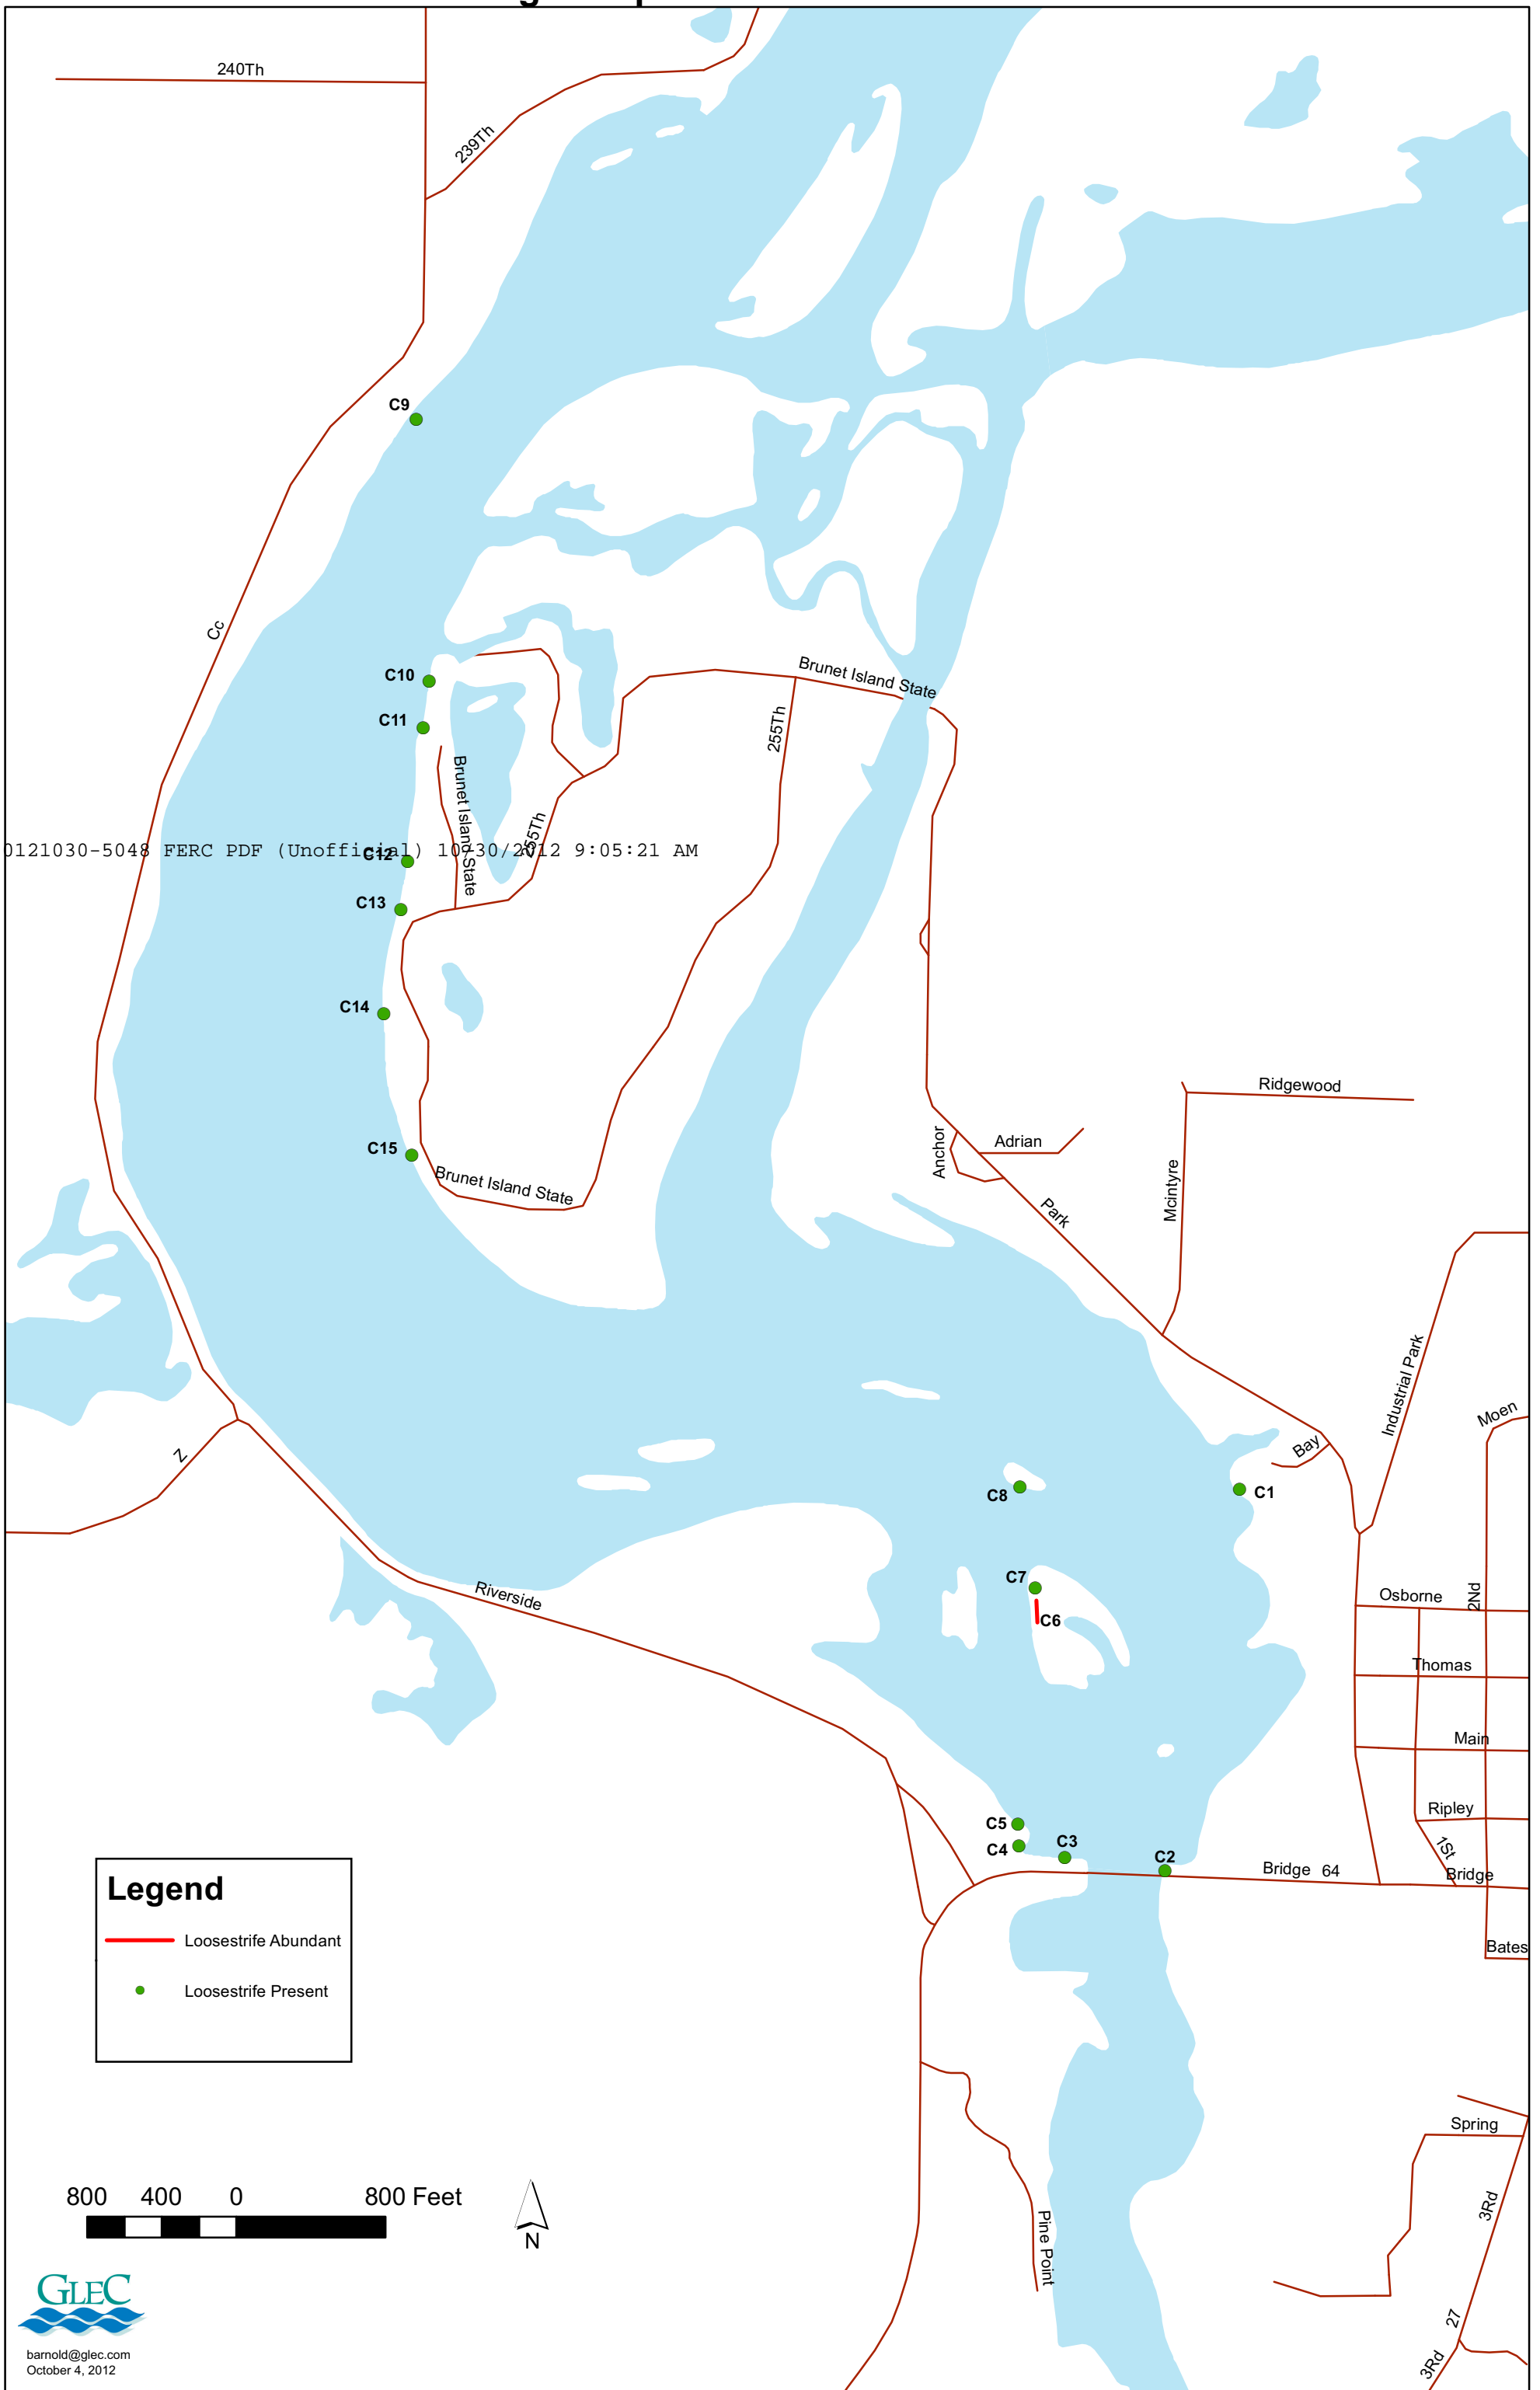 240Th
239Th
C9
Cc
C10
Brunet Island State
C11
255Th
Brunet Island State
255Th
0121030-5048 FERC PDF (Unofficial) 10/30/2012 9:05:21 AM
C12
C13
C14
Ridgewood
Anchor
Adrian
C15
Brunet Island State
Mcintyre
Park
Industrial Park
Moen
Z
Bay
C8
C1
C7
Riverside
Osborne
2Nd
C6
Thomas
Main
Ripley
C5
C4
C3
C2
1St
Bridge 64
Bridge
Legend
Loosestrife Abundant
Loosestrife Present
Bates
Spring
800 400 0 800 Feet
N
Pine Point
3Rd
27
3Rd
GLEC
barnold@glec.com
October 4, 2012